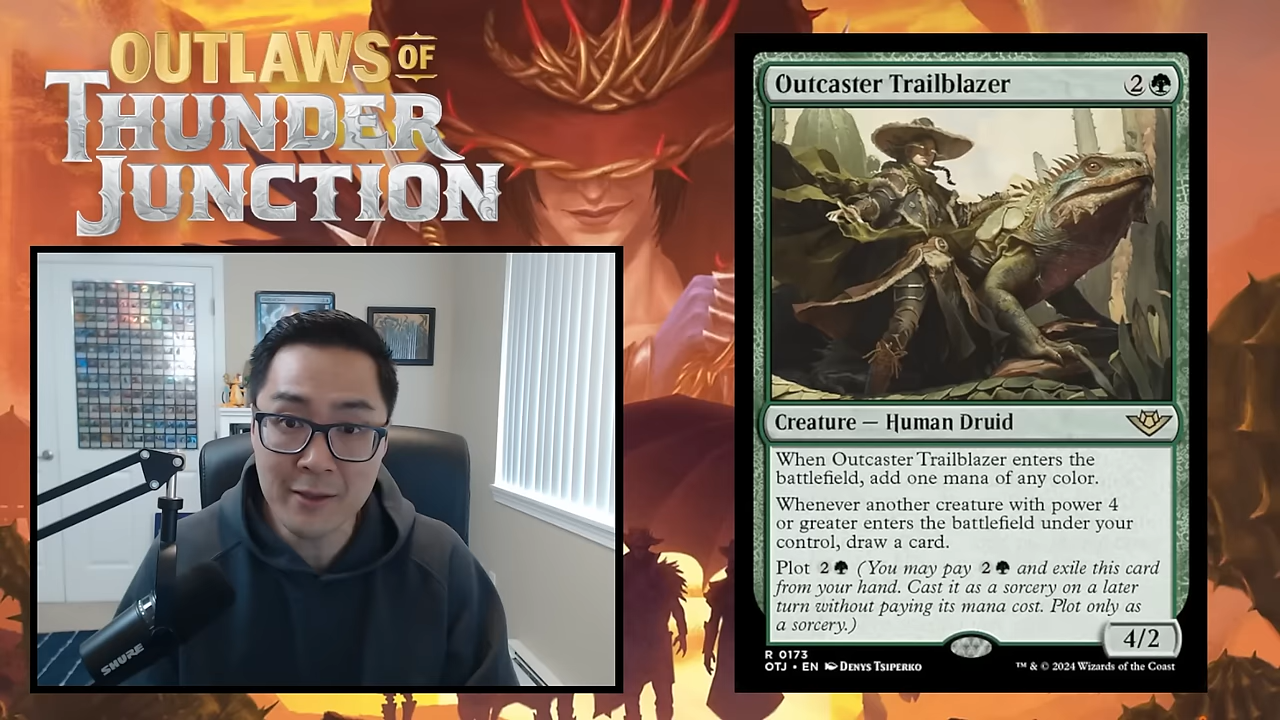 OUTLAWS OF
THUNDER
JUNCTION
SHURE
Outcaster Trailblazer 2
Creature — Human Druid
When Outcaster Trailblazer enters the
battlefield, add one mana of any color.
Whenever another creature with power 4
or greater enters the battlefield under your
control, draw a card.
Plot 2 (You may pay 2 and exile this card
from your hand. Cast it as a sorcery on a later
turn without paying its mana cost. Plot only as
a sorcery.)
4/2
R 0173
OTJ • EN Denys Tsiperko
™ & © 2024 Wizards of the Coast